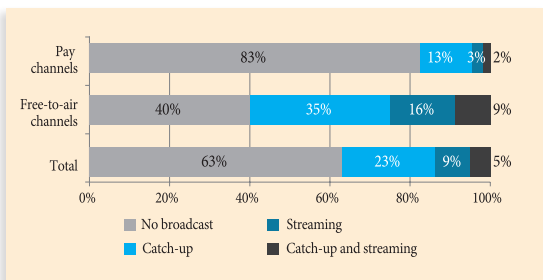 Pay
channels
83%
13%
3%
2%
Free-to-air
channels
40%
35%
16%
9%
Total
63%
23%
9%
5%
0%
20%
40%
60%
80%
100%
No broadcast
Streaming
Catch-up
Catch-up and streaming